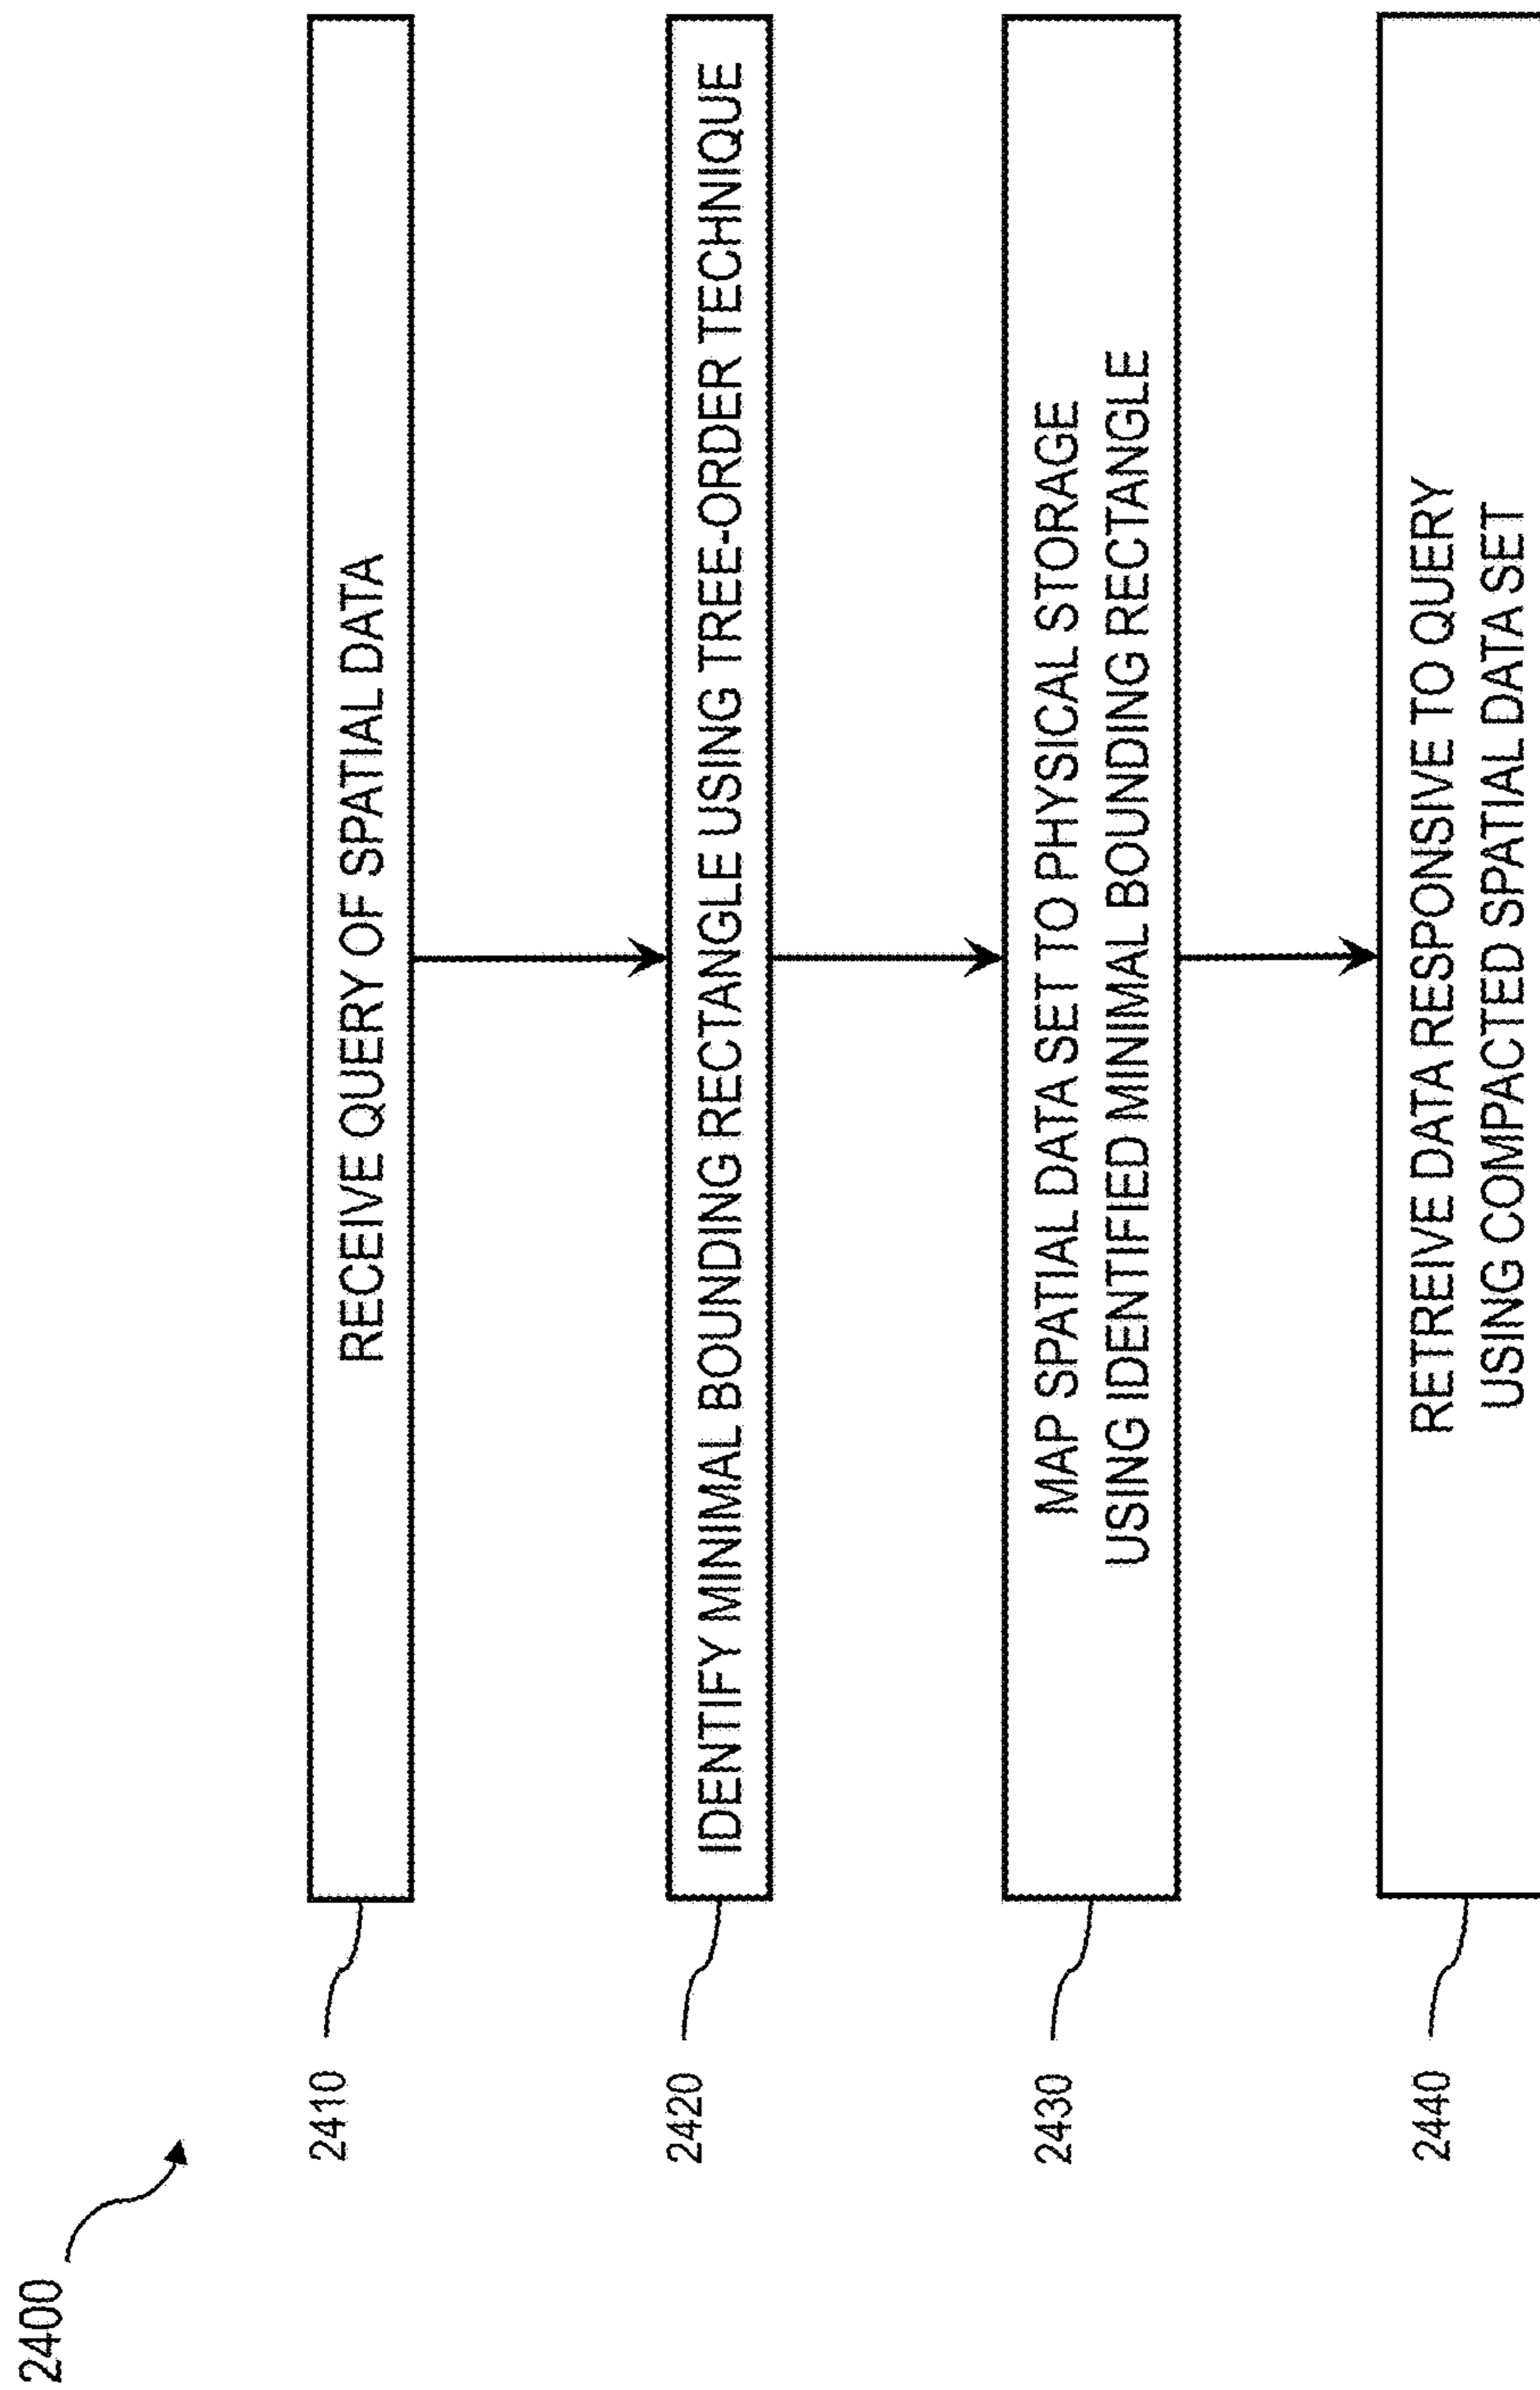 2400
2410
RECEIVE QUERY OF SPATIAL DATA
2420
IDENTIFY MINIMAL BOUNDING RECTANGLE USING TREE-ORDER TECHNIQUE
2430
MAP SPATIAL DATA SET TO PHYSICAL STORAGE
USING IDENTIFIED MINIMAL BOUNDING RECTANGLE
2440
RETREIVE DATA RESPONSIVE TO QUERY
USING COMPACTED SPATIAL DATA SET